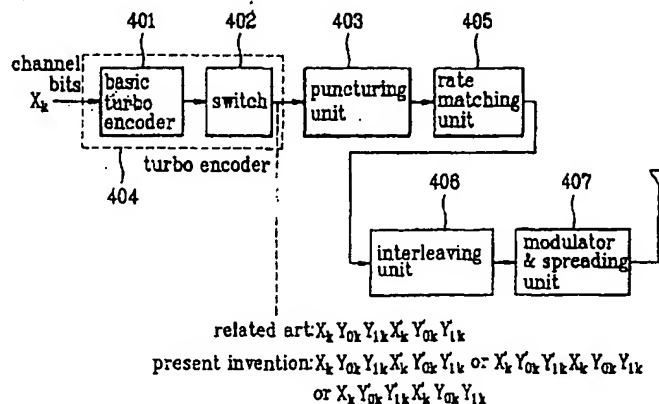 401
402
403
405
channel bits
X_k
basic turbo encoder
switch
puncturing unit
rate matching unit
turbo encoder
404
406
407
interleaving unit
modulator & spreading unit
related art:X_k Y_0k Y_1k X'_k Y'_0k Y'_1k
present invention:X_k Y_0k Y_1k X'_k Y'_0k Y'_1k or X'_k Y'_0k Y'_1k X_k Y_0k Y_1k
or X_k Y'_0k Y'_1k X'_k Y_0k Y_1k